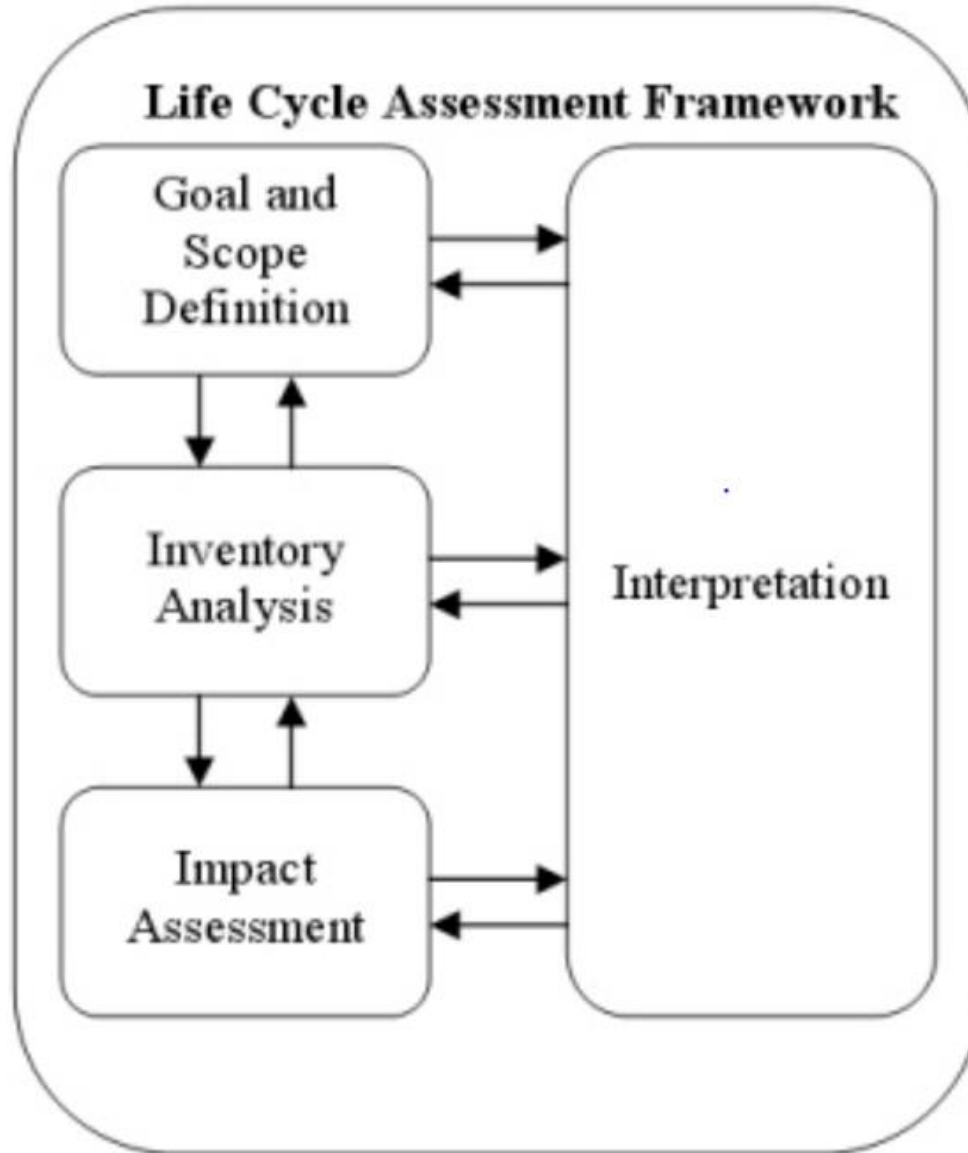 Life Cycle Assessment Framework
Goal and
Scope
Definition
Inventory
Analysis
Impact
Assessment
Interpretation